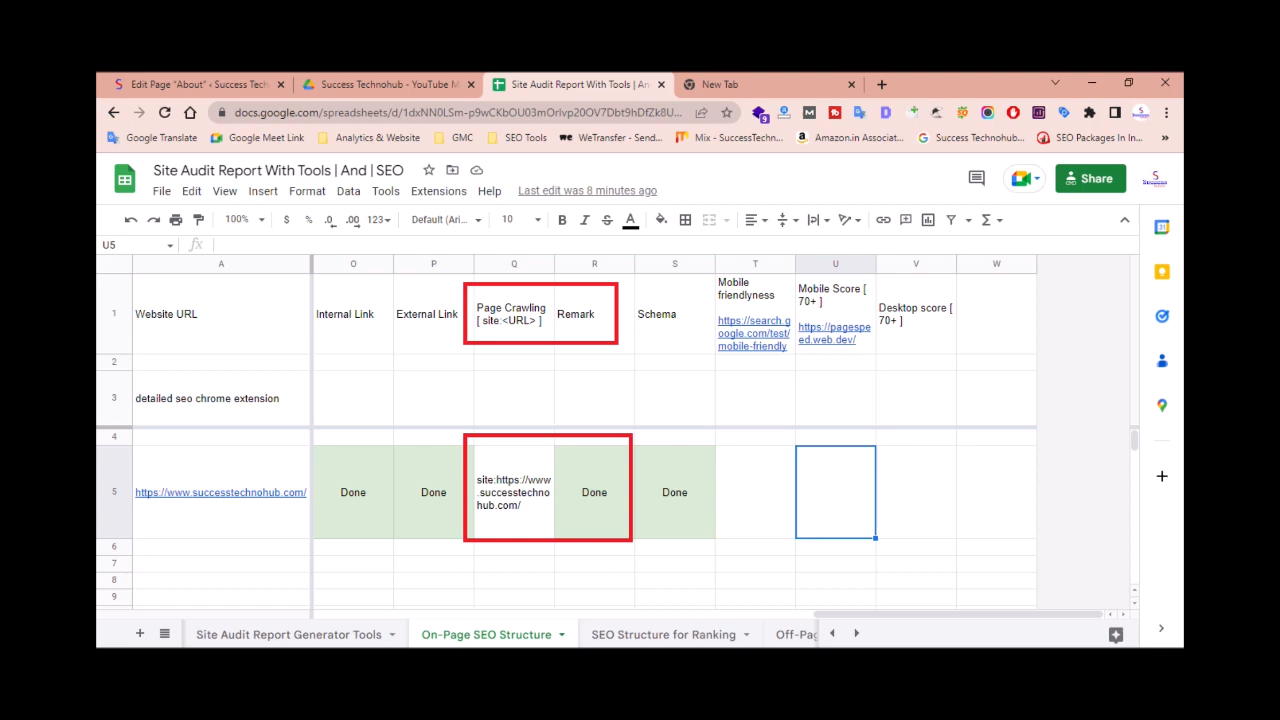 Edit Page "About" ‹ Success Tech
Success Technohub - YouTube M
Site Audit Report With Tools | An
New Tab
docs.google.com/spreadsheets/d/1dxNN0LSm-p9wCKbOU03mOrlvp20OV7Dbt9hDfZk8U...
Google Translate
Google Meet Link
Analytics & Website
GMC
SEO Tools
WeTransfer - Send...
Mix - SuccessTechn...
Amazon.in Associat...
Success Technohub...
SEO Packages In In...
»
Site Audit Report With Tools | And | SEO
File Edit View Insert Format Data Tools Extensions Help Last edit was 8 minutes ago
Share
100% $ % .0 .00 123 Default (Ari... 10 B I S A
U5 fx
A O P Q R S T U V W
1
Website URL
Internal Link
External Link
Page Crawling
[ site:<URL> ]
Remark
Schema
Mobile
friendlyness
https://search.g
oogle.com/test/
mobile-friendly
Mobile Score [
70+ ]
https://pagespe
ed.web.dev/
Desktop score [
70+ ]
2
3 detailed seo chrome extension
4
5 https://www.successtechnohub.com/
Done
Done
site:https://www
.successtechno
hub.com/
Done
Done
6
7
8
9
Site Audit Report Generator Tools
On-Page SEO Structure
SEO Structure for Ranking
Off-Pag